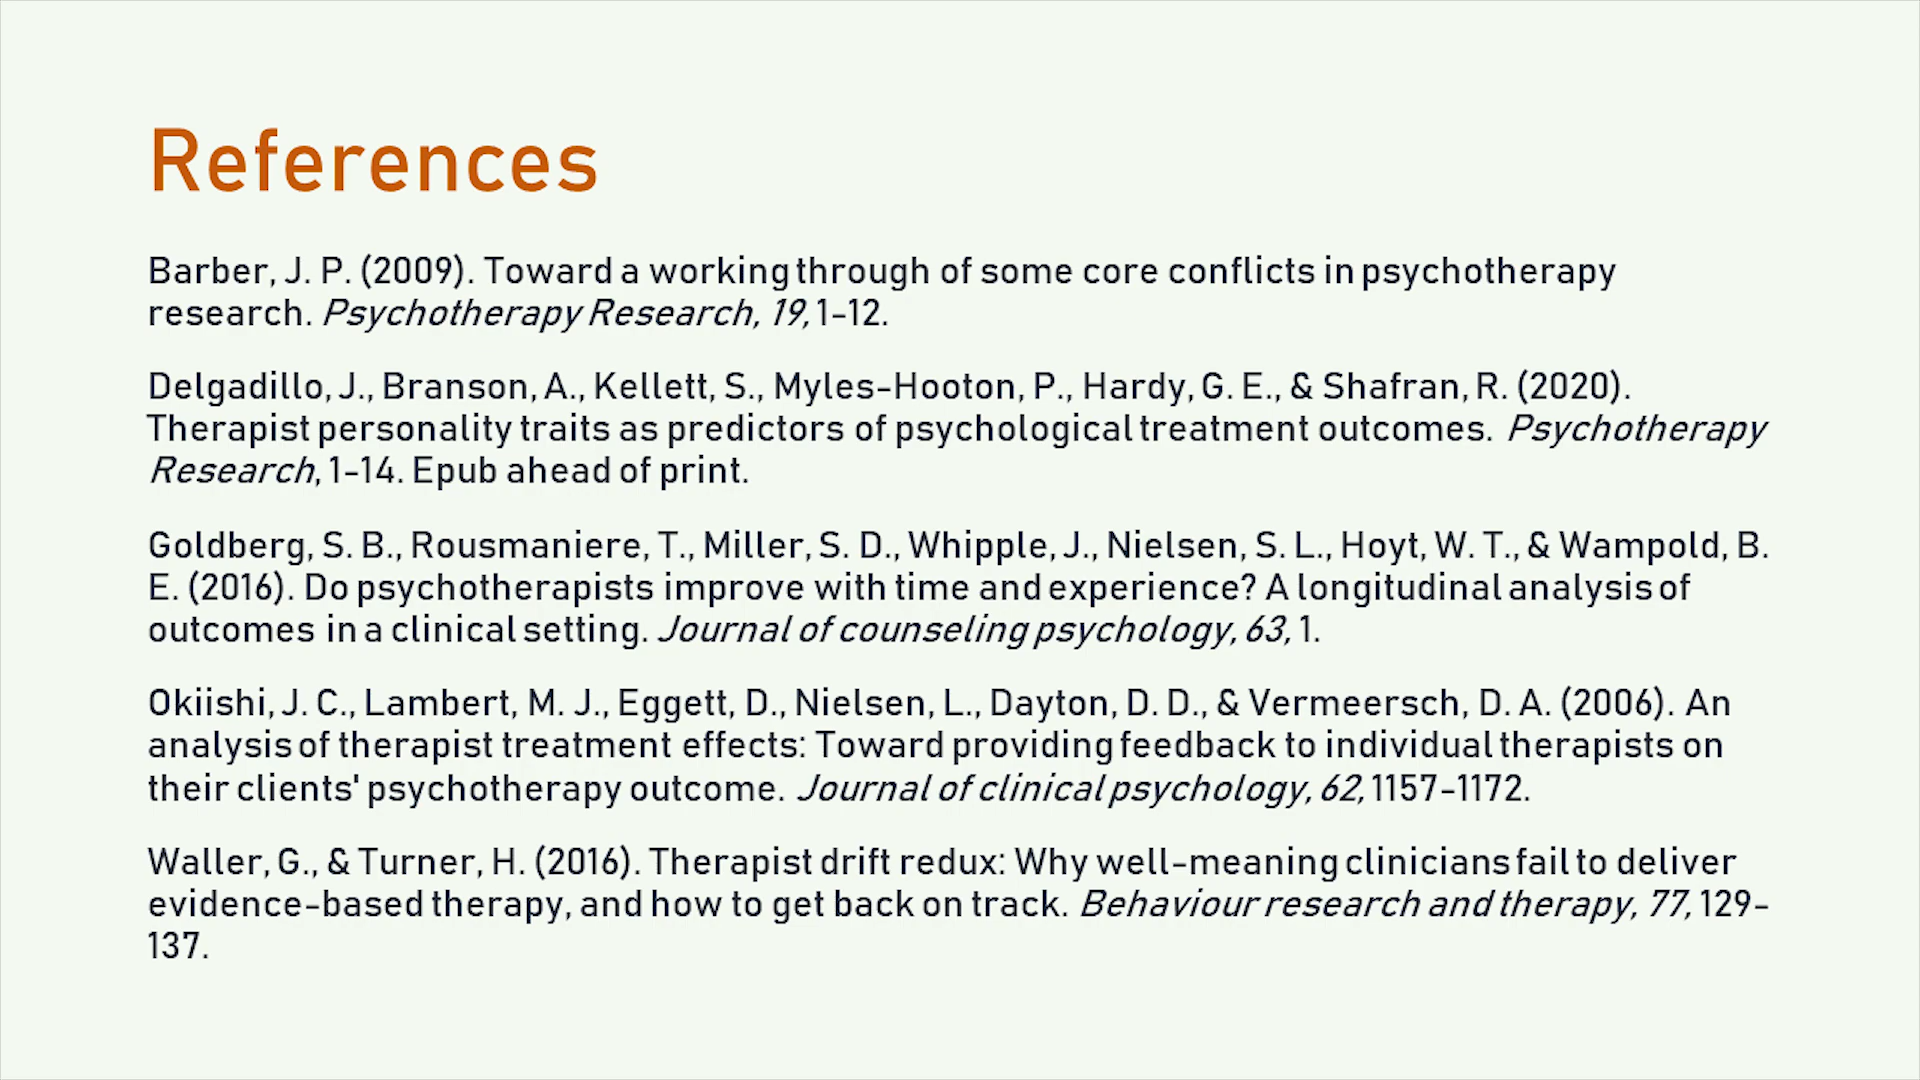 References
Barber, J. P. (2009). Toward a working through of some core conflicts in psychotherapy
research. Psychotherapy Research, 19, 1-12.
Delgadillo, J., Branson, A., Kellett, S., Myles-Hooton, P., Hardy, G. E., & Shafran, R. (2020).
Therapist personality traits as predictors of psychological treatment outcomes. Psychotherapy
Research, 1-14. Epub ahead of print.
Goldberg, S. B., Rousmaniere, T., Miller, S. D., Whipple, J., Nielsen, S. L., Hoyt, W. T., & Wampold, B.
E. (2016). Do psychotherapists improve with time and experience? A longitudinal analysis of
outcomes in a clinical setting. Journal of counseling psychology, 63, 1.
Okiishi, J. C., Lambert, M. J., Eggett, D., Nielsen, L., Dayton, D. D., & Vermeersch, D. A. (2006). An
analysis of therapist treatment effects: Toward providing feedback to individual therapists on
their clients' psychotherapy outcome. Journal of clinical psychology, 62, 1157-1172.
Waller, G., & Turner, H. (2016). Therapist drift redux: Why well-meaning clinicians fail to deliver
evidence-based therapy, and how to get back on track. Behaviour research and therapy, 77, 129-
137.